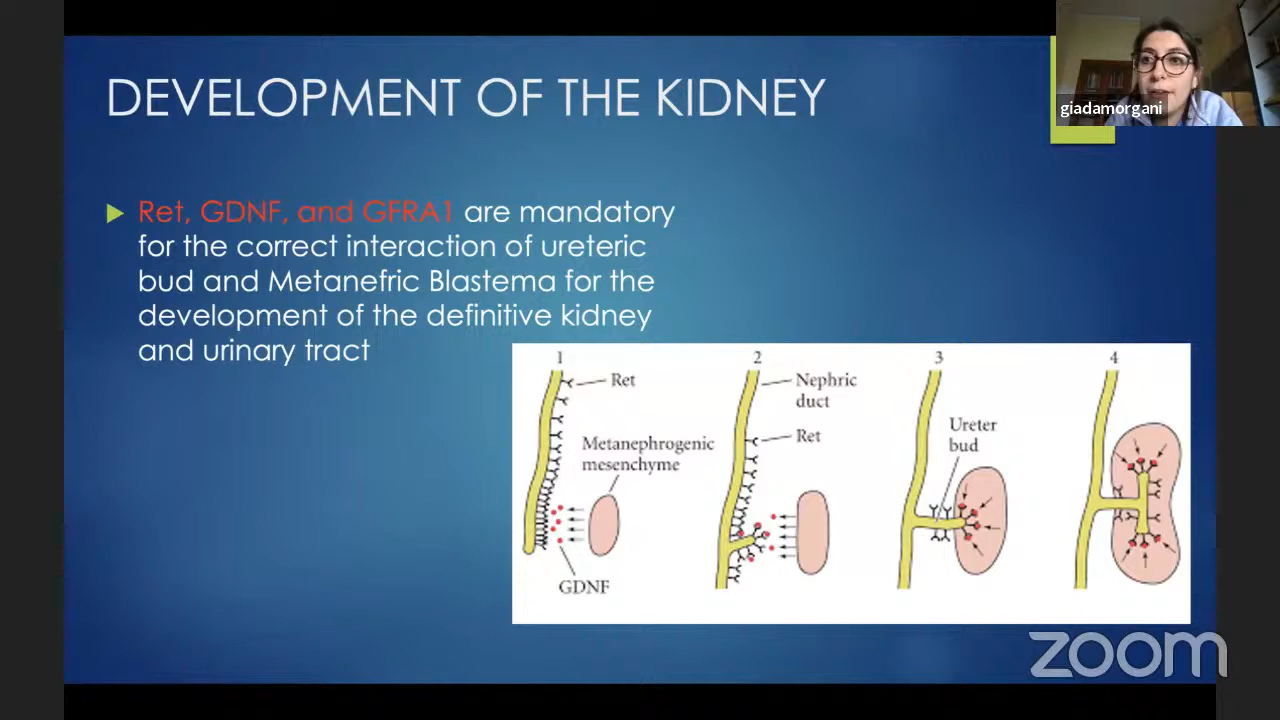 DEVELOPMENT OF THE KIDNEY
giadamorgani
Ret, GDNF, and GFRA1 are mandatory
for the correct interaction of ureteric
bud and Metanefric Blastema for the
development of the definitive kidney
and urinary tract
1
2
3
4
Ret
Metanephrogenic
mesenchyme
GDNF
Nephric
duct
Ret
Ureter
bud
zoom